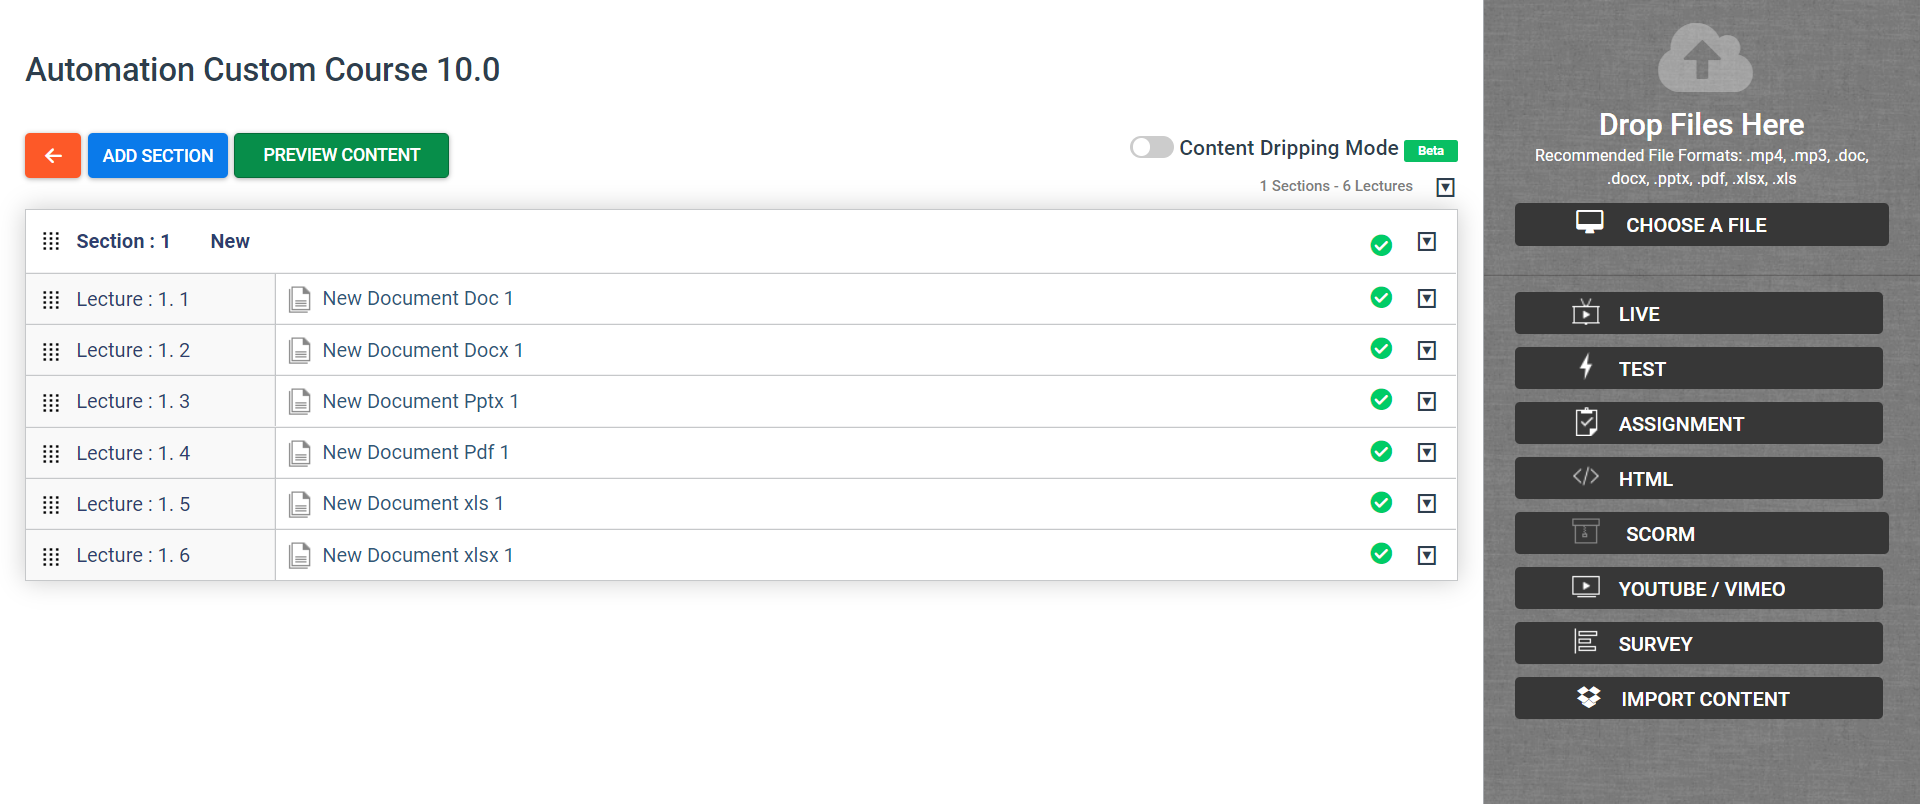 Automation Custom Course 10.0
ADD SECTION
PREVIEW CONTENT
Content Dripping Mode Beta
1 Sections - 6 Lectures
Section : 1 New
Lecture : 1. 1 New Document Doc 1
Lecture : 1. 2 New Document Docx 1
Lecture : 1. 3 New Document Pptx 1
Lecture : 1. 4 New Document Pdf 1
Lecture : 1. 5 New Document xls 1
Lecture : 1. 6 New Document xlsx 1
Drop Files Here
Recommended File Formats: .mp4, .mp3, .doc,
.docx, .pptx, .pdf, .xlsx, .xls
CHOOSE A FILE
LIVE
TEST
ASSIGNMENT
HTML
SCORM
YOUTUBE / VIMEO
SURVEY
IMPORT CONTENT